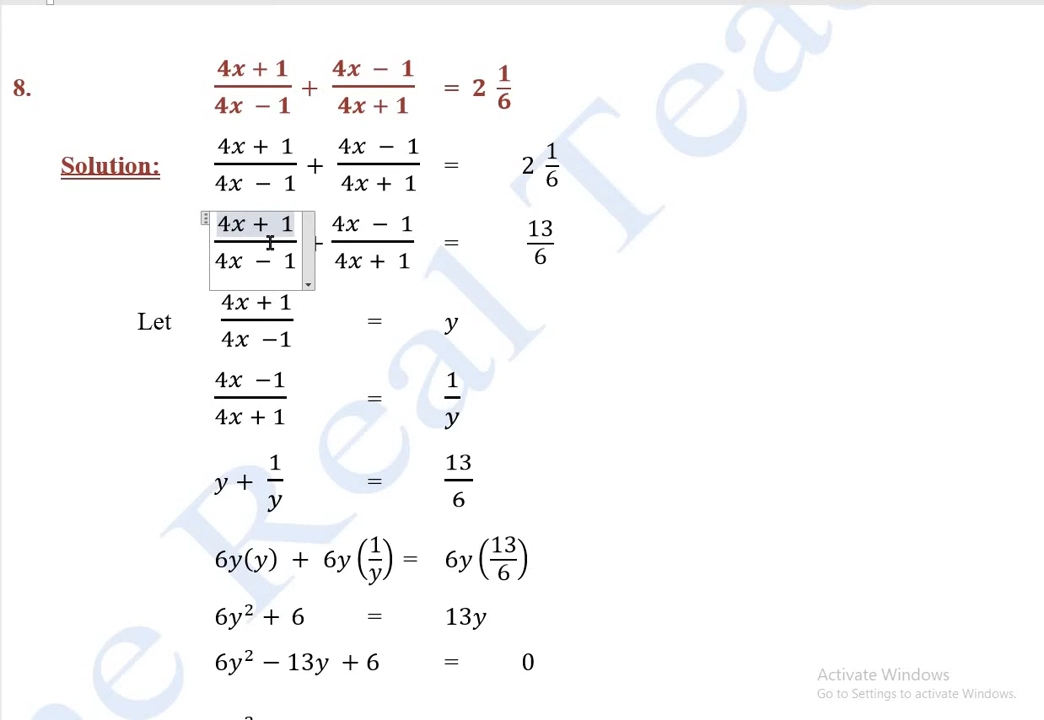 8. (4x + 1)/(4x − 1) + (4x − 1)/(4x + 1) = 2 1/6
Solution: (4x + 1)/(4x − 1) + (4x − 1)/(4x + 1) = 2 1/6
(4x + 1)/(4x − 1) + (4x − 1)/(4x + 1) = 13/6
Let (4x + 1)/(4x −1) = y
(4x −1)/(4x + 1) = 1/y
y + 1/y = 13/6
6y(y) + 6y(1/y) = 6y(13/6)
6y² + 6 = 13y
6y² − 13y + 6 = 0
Activate Windows
Go to Settings to activate Windows.
e Real Tea